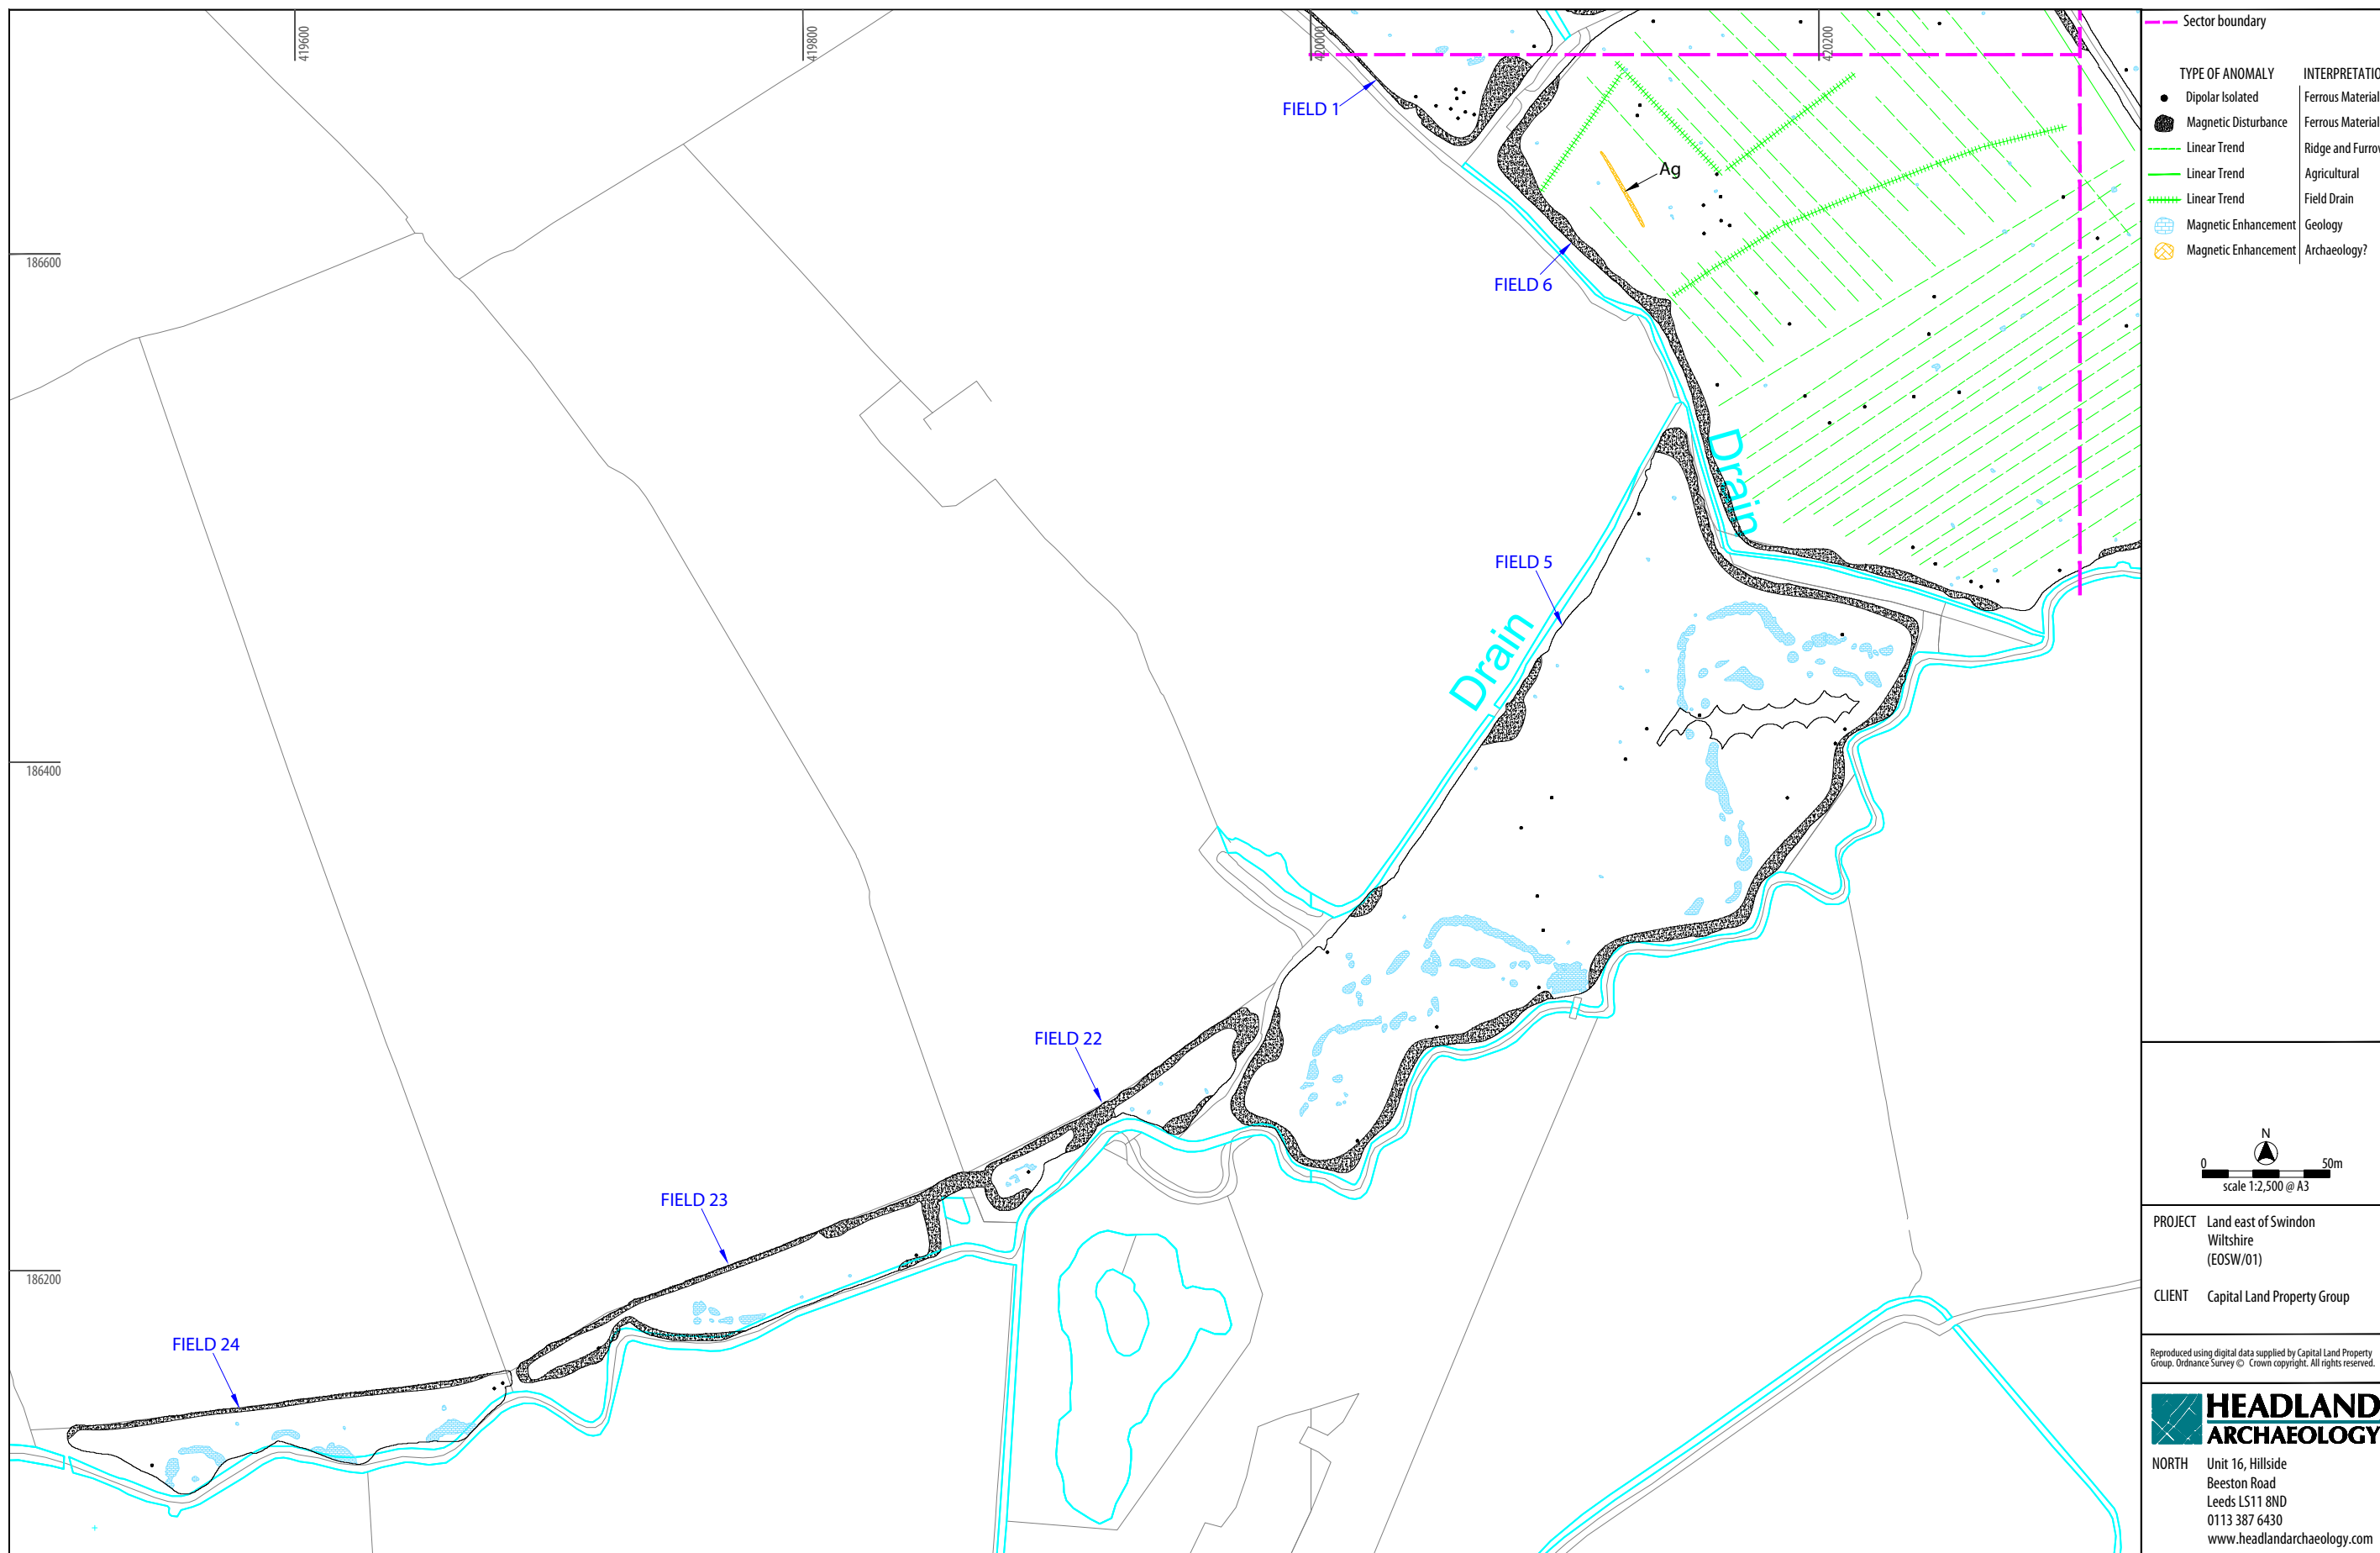 419600
419800
420000
420200
186600
186400
186200
FIELD 1
Ag
FIELD 6
Drain
FIELD 5
Drain
FIELD 22
FIELD 23
FIELD 24
Sector boundary
TYPE OF ANOMALY INTERPRETATIO
Dipolar Isolated Ferrous Material
Magnetic Disturbance Ferrous Material
Linear Trend Ridge and Furrow
Linear Trend Agricultural
Linear Trend Field Drain
Magnetic Enhancement Geology
Magnetic Enhancement Archaeology?
N
0 50m
scale 1:2,500 @ A3
PROJECT Land east of Swindon
Wiltshire
(EOSW/01)
CLIENT Capital Land Property Group
Reproduced using digital data supplied by Capital Land Property
Group. Ordnance Survey © Crown copyright. All rights reserved.
HEADLAND
ARCHAEOLOGY
NORTH Unit 16, Hillside
Beeston Road
Leeds LS11 8ND
0113 387 6430
www.headlandarchaeology.com